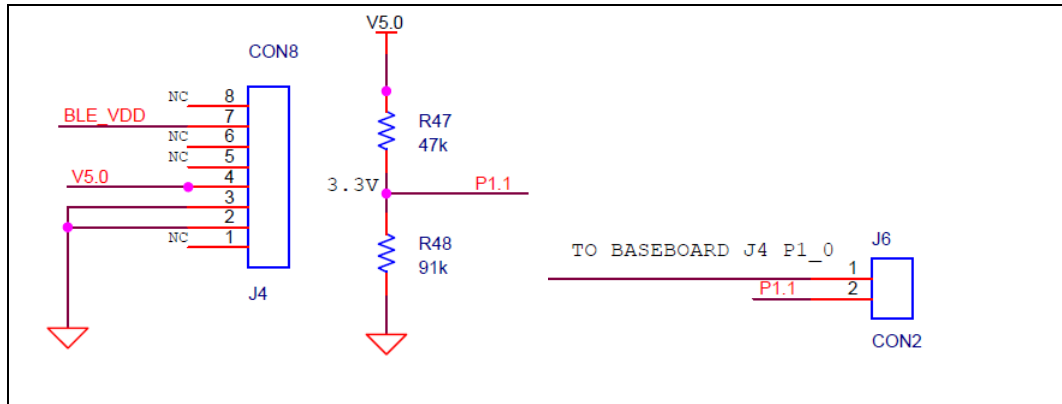 V5.0
CON8
NC 8
BLE_VDD 7
NC 6
NC 5
V5.0 4
3
2
NC 1
J4
R47
47k
3.3V P1.1
R48
91k
TO BASEBOARD J4 P1_0 1
J6
P1.1 2
CON2